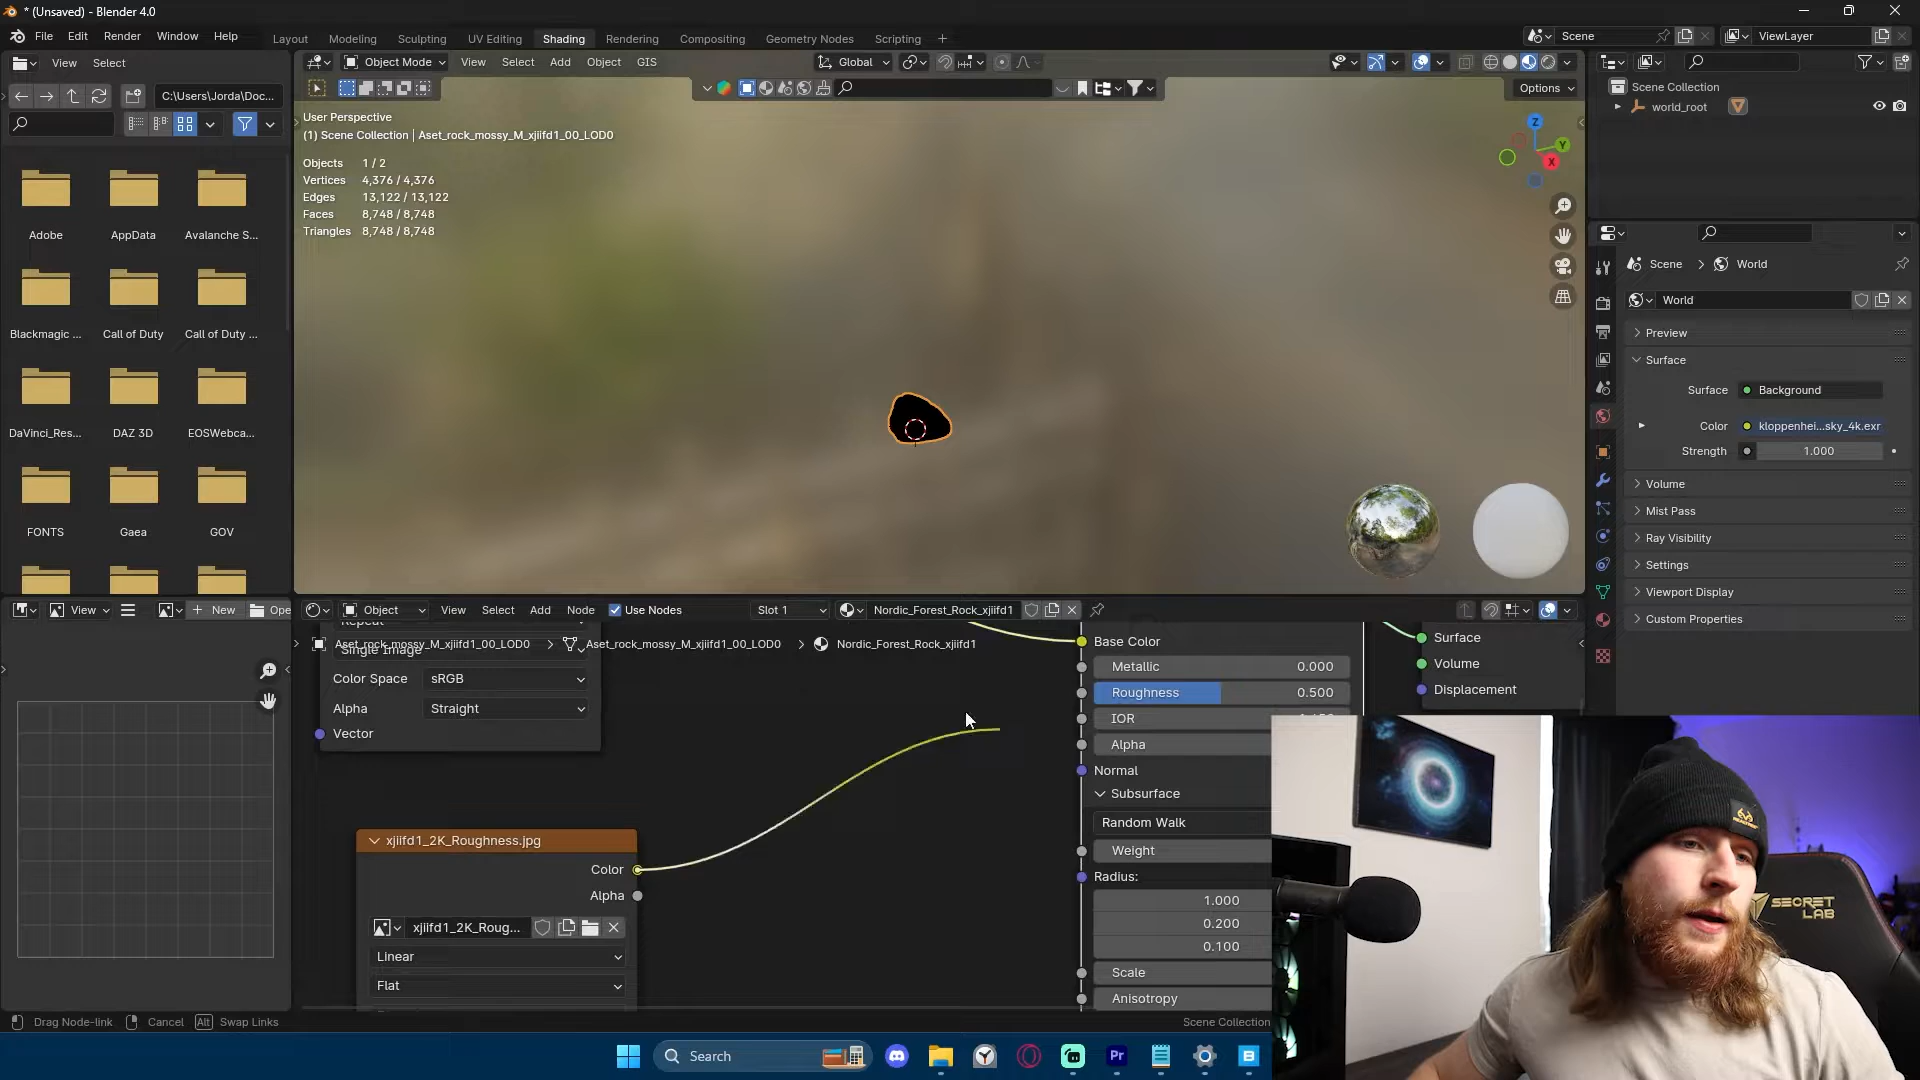 * (Unsaved) - Blender 4.0
File Edit Render Window Help
Layout Modeling Sculpting UV Editing Shading Rendering Compositing Geometry Nodes Scripting +
Scene
ViewLayer
View Select
Object Mode View Select Add Object GIS
Global
C:\Users\Jorda\Doc...
Options
User Perspective
(1) Scene Collection | Aset_rock_mossy_M_xjiifd1_00_LOD0
Objects 1 / 2
Vertices 4,376 / 4,376
Edges 13,122 / 13,122
Faces 8,748 / 8,748
Triangles 8,748 / 8,748
Z
Y
X
Adobe
AppData
Avalanche S...
Blackmagic ...
Call of Duty
Call of Duty ...
DaVinci_Res...
DAZ 3D
EOSWebca...
FONTS
Gaea
GOV
Scene Collection
world_root
Scene > World
World
Preview
Surface
Surface Background
Color kloppenhei...sky_4k.exr
Strength 1.000
Volume
Mist Pass
Ray Visibility
Settings
Viewport Display
Custom Properties
View
+ New
Ope
Object View Select Add Node Use Nodes
Slot 1
Nordic_Forest_Rock_xjiifd1
Repeat
Aset_rock_mossy_M_xjiifd1_00_LOD0 > Aset_rock_mossy_M_xjiifd1_00_LOD0 > Nordic_Forest_Rock_xjiifd1
Single Image
Color Space sRGB
Alpha Straight
Vector
xjiifd1_2K_Roughness.jpg
Color
Alpha
xjiifd1_2K_Roug...
Linear
Flat
Base Color
Metallic 0.000
Roughness 0.500
IOR
Alpha
Normal
Subsurface
Random Walk
Weight
Radius:
1.000
0.200
0.100
Scale
Anisotropy
Surface
Volume
Displacement
SECRET
LAB
Drag Node-link Cancel Alt Swap Links
Scene Collection
Search
Pr